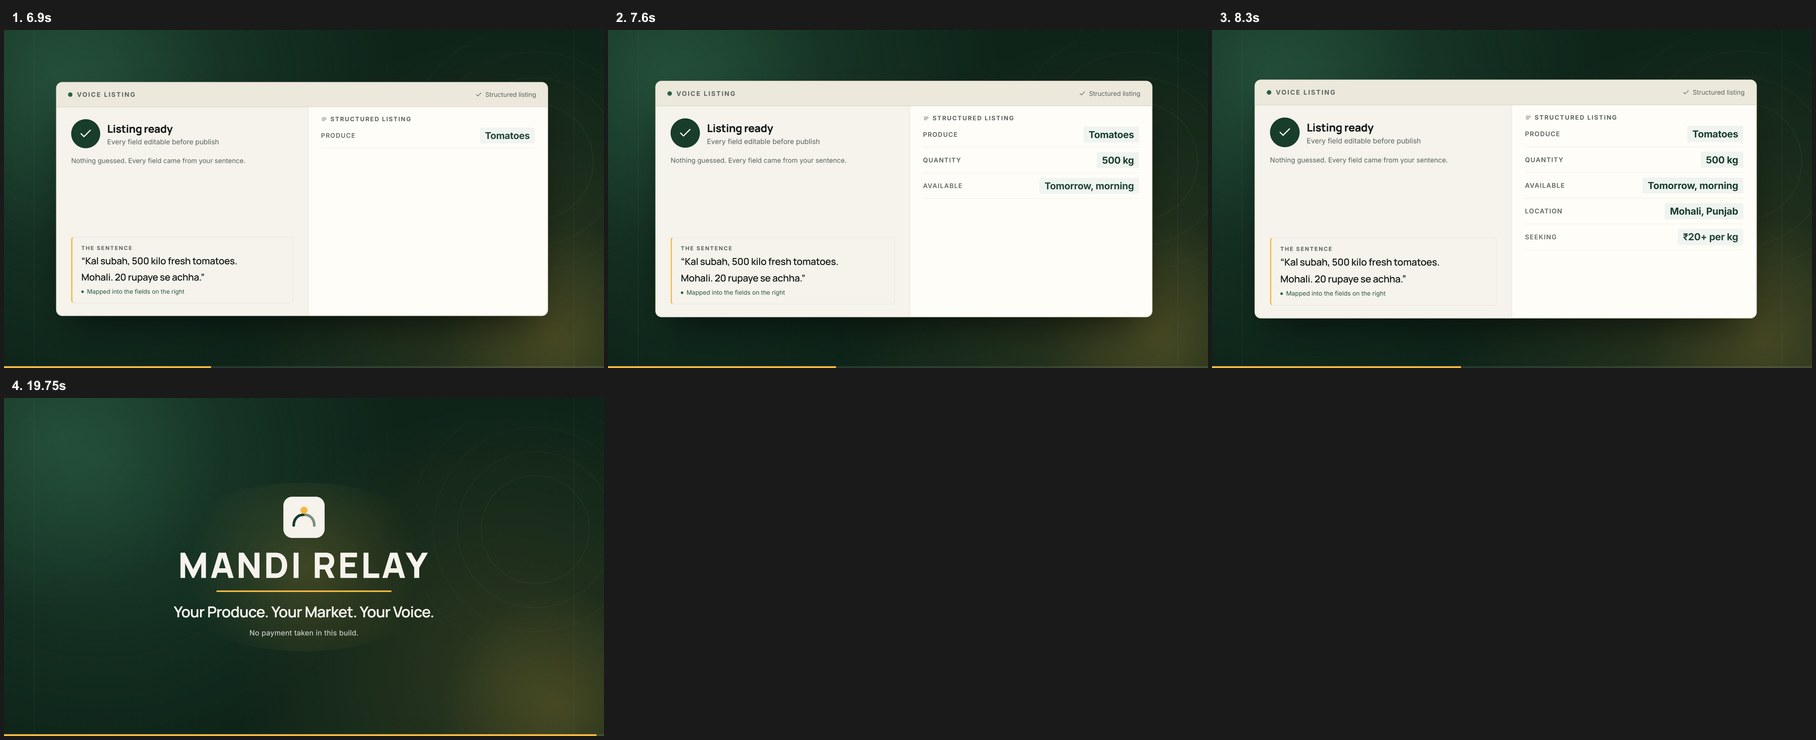 1. 6.9s
VOICE LISTING
Structured listing
Listing ready
Every field editable before publish
Nothing guessed. Every field came from your sentence.
THE SENTENCE
“Kal subah, 500 kilo fresh tomatoes.
Mohali. 20 rupaye se achha.”
Mapped into the fields on the right
STRUCTURED LISTING
PRODUCE Tomatoes
2. 7.6s
VOICE LISTING
Structured listing
Listing ready
Every field editable before publish
Nothing guessed. Every field came from your sentence.
THE SENTENCE
“Kal subah, 500 kilo fresh tomatoes.
Mohali. 20 rupaye se achha.”
Mapped into the fields on the right
STRUCTURED LISTING
PRODUCE Tomatoes
QUANTITY 500 kg
AVAILABLE Tomorrow, morning
3. 8.3s
VOICE LISTING
Structured listing
Listing ready
Every field editable before publish
Nothing guessed. Every field came from your sentence.
THE SENTENCE
“Kal subah, 500 kilo fresh tomatoes.
Mohali. 20 rupaye se achha.”
Mapped into the fields on the right
STRUCTURED LISTING
PRODUCE Tomatoes
QUANTITY 500 kg
AVAILABLE Tomorrow, morning
LOCATION Mohali, Punjab
SEEKING ₹20+ per kg
4. 19.75s
MANDI RELAY
Your Produce. Your Market. Your Voice.
No payment taken in this build.